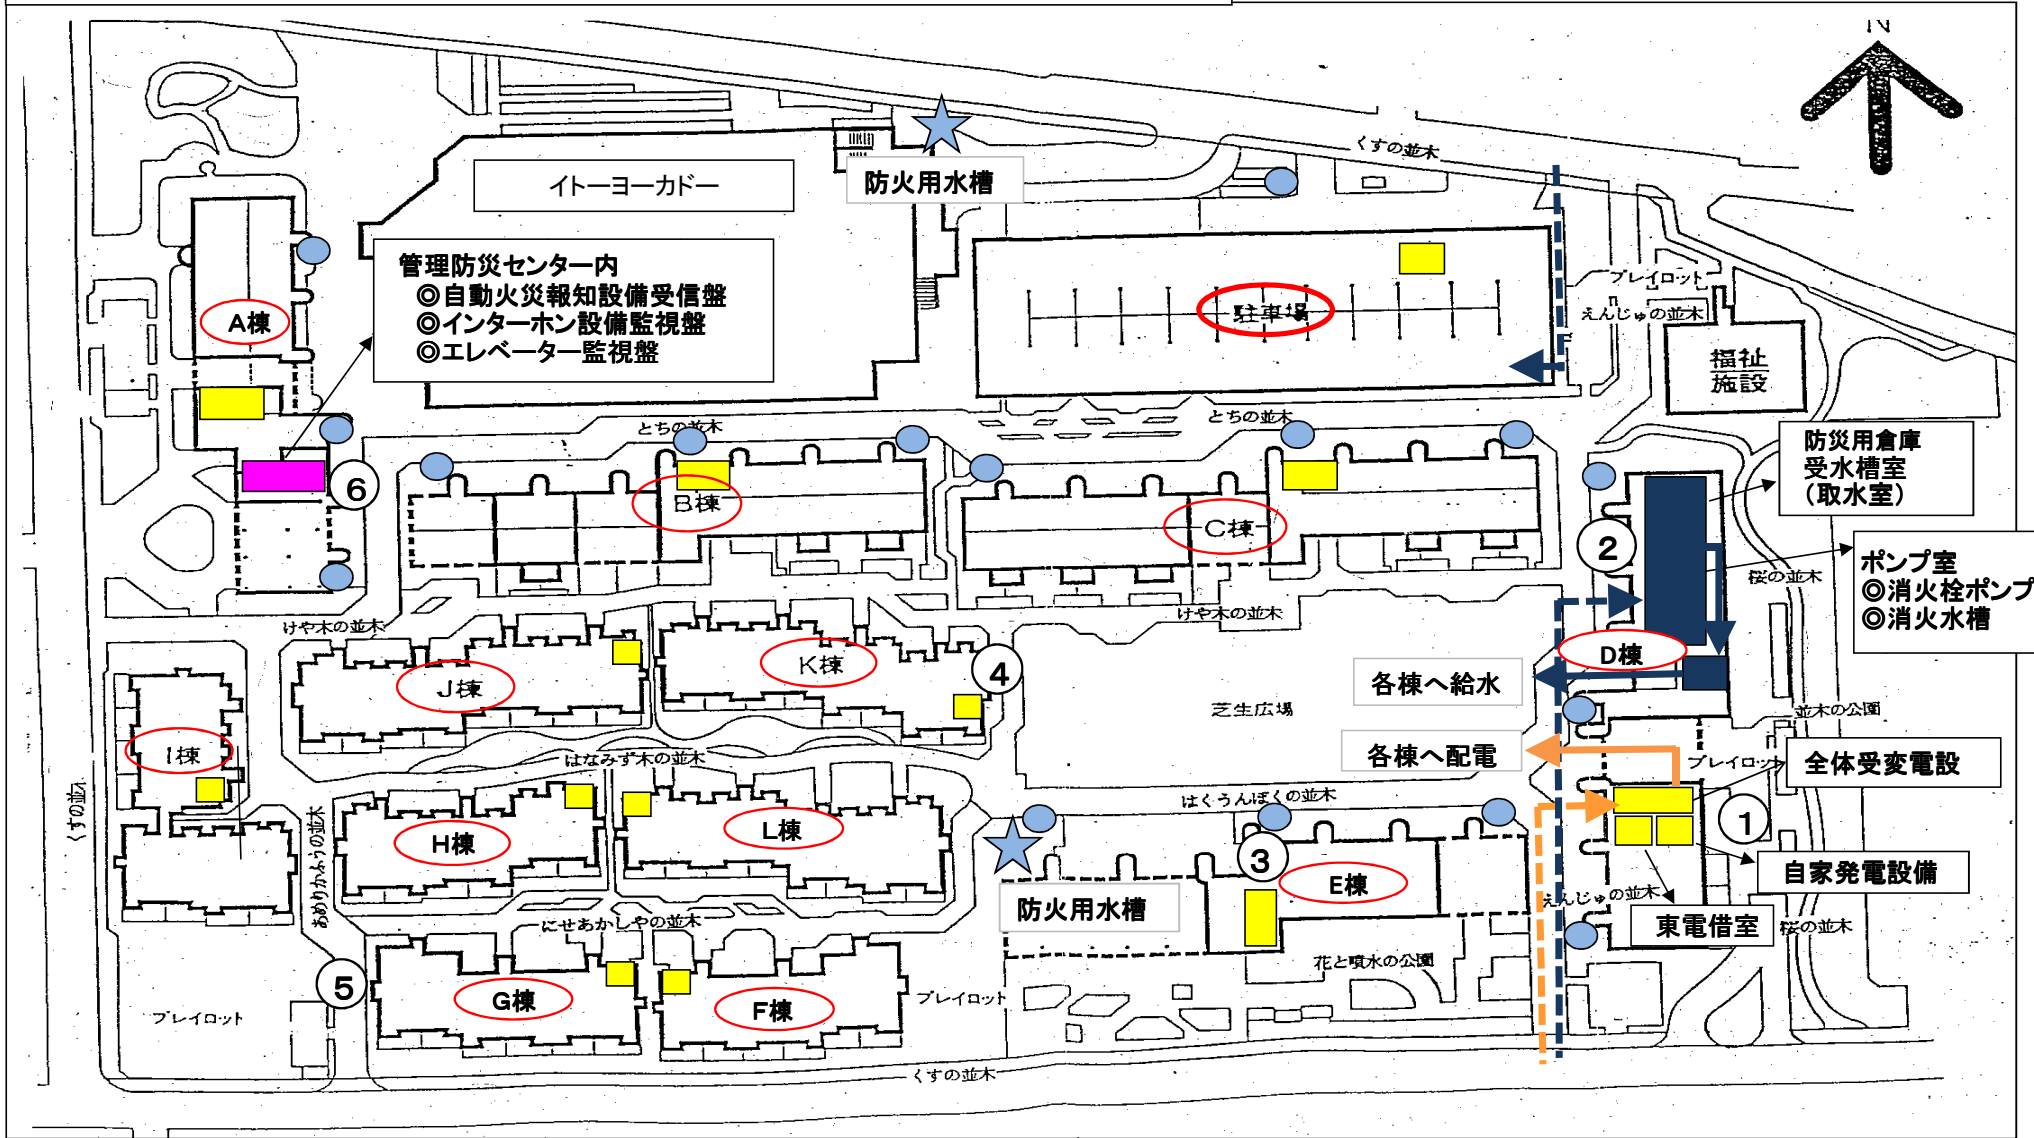 N
くすの並木
イトーヨーカドー
防火用水槽
管理防災センター内
◎自動火災報知設備受信盤
◎インターホン設備監視盤
◎エレベーター監視盤
A棟
駐車場
プレイロット
えんじゅの並木
福祉
施設
とちの並木
とちの並木
防災用倉庫
受水槽室
（取水室）
⑥
B棟
C棟
②
ポンプ室
◎消火栓ポンプ
◎消火水槽
桜の並木
けや木の並木
けや木の並木
J棟
K棟
④
D棟
各棟へ給水
芝生広場
並木の公園
I棟
はなみず木の並木
各棟へ配電
プレイロット
全体受変電設
くすの並木
あめりかふうの並木
はくうんぼくの並木
H棟
L棟
①
③
E棟
自家発電設備
防火用水槽
えんじゅの並木
にせあかしやの並木
東電借室
桜の並木
花と噴水の公園
⑤
G棟
F棟
プレイロット
プレイロット
くすの並木